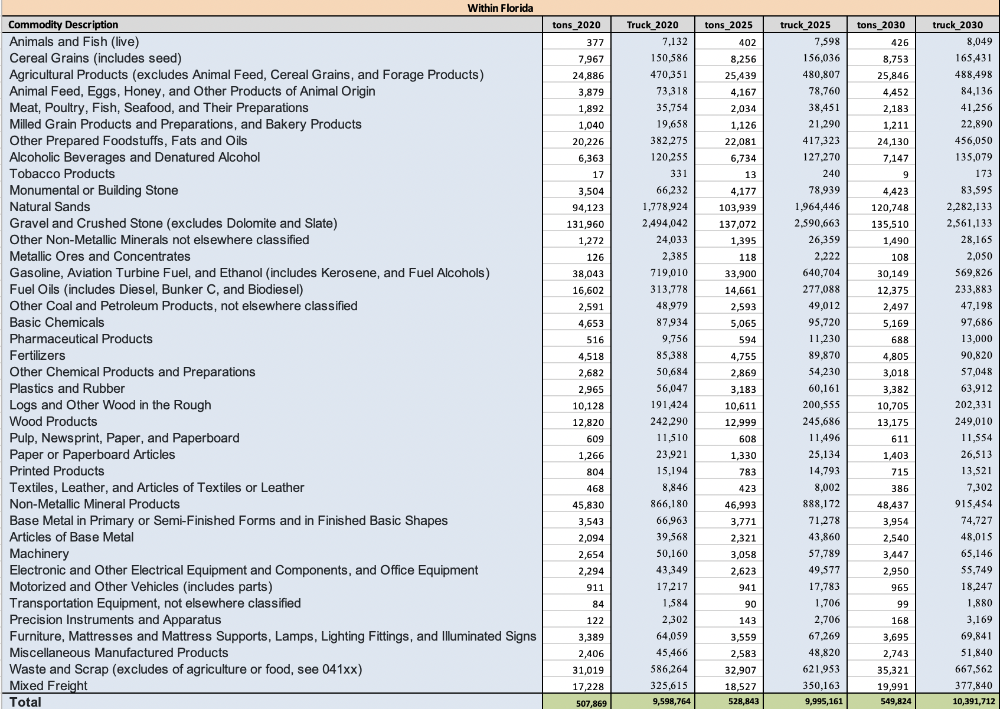 Within Florida
Commodity Description tons_2020 Truck_2020 tons_2025 truck_2025 tons_2030 truck_2030
Animals and Fish (live) 377 7,132 402 7,598 426 8,049
Cereal Grains (includes seed) 7,967 150,586 8,256 156,036 8,753 165,431
Agricultural Products (excludes Animal Feed, Cereal Grains, and Forage Products) 24,886 470,351 25,439 480,807 25,846 488,498
Animal Feed, Eggs, Honey, and Other Products of Animal Origin 3,879 73,318 4,167 78,760 4,452 84,136
Meat, Poultry, Fish, Seafood, and Their Preparations 1,892 35,754 2,034 38,451 2,183 41,256
Milled Grain Products and Preparations, and Bakery Products 1,040 19,658 1,126 21,290 1,211 22,890
Other Prepared Foodstuffs, Fats and Oils 20,226 382,275 22,081 417,323 24,130 456,050
Alcoholic Beverages and Denatured Alcohol 6,363 120,255 6,734 127,270 7,147 135,079
Tobacco Products 17 331 13 240 9 173
Monumental or Building Stone 3,504 66,232 4,177 78,939 4,423 83,595
Natural Sands 94,123 1,778,924 103,939 1,964,446 120,748 2,282,133
Gravel and Crushed Stone (excludes Dolomite and Slate) 131,960 2,494,042 137,072 2,590,663 135,510 2,561,133
Other Non-Metallic Minerals not elsewhere classified 1,272 24,033 1,395 26,359 1,490 28,165
Metallic Ores and Concentrates 126 2,385 118 2,222 108 2,050
Gasoline, Aviation Turbine Fuel, and Ethanol (includes Kerosene, and Fuel Alcohols) 38,043 719,010 33,900 640,704 30,149 569,826
Fuel Oils (includes Diesel, Bunker C, and Biodiesel) 16,602 313,778 14,661 277,088 12,375 233,883
Other Coal and Petroleum Products, not elsewhere classified 2,591 48,979 2,593 49,012 2,497 47,198
Basic Chemicals 4,653 87,934 5,065 95,720 5,169 97,686
Pharmaceutical Products 516 9,756 594 11,230 688 13,000
Fertilizers 4,518 85,388 4,755 89,870 4,805 90,820
Other Chemical Products and Preparations 2,682 50,684 2,869 54,230 3,018 57,048
Plastics and Rubber 2,965 56,047 3,183 60,161 3,382 63,912
Logs and Other Wood in the Rough 10,128 191,424 10,611 200,555 10,705 202,331
Wood Products 12,820 242,290 12,999 245,686 13,175 249,010
Pulp, Newsprint, Paper, and Paperboard 609 11,510 608 11,496 611 11,554
Paper or Paperboard Articles 1,266 23,921 1,330 25,134 1,403 26,513
Printed Products 804 15,194 783 14,793 715 13,521
Textiles, Leather, and Articles of Textiles or Leather 468 8,846 423 8,002 386 7,302
Non-Metallic Mineral Products 45,830 866,180 46,993 888,172 48,437 915,454
Base Metal in Primary or Semi-Finished Forms and in Finished Basic Shapes 3,543 66,963 3,771 71,278 3,954 74,727
Articles of Base Metal 2,094 39,568 2,321 43,860 2,540 48,015
Machinery 2,654 50,160 3,058 57,789 3,447 65,146
Electronic and Other Electrical Equipment and Components, and Office Equipment 2,294 43,349 2,623 49,577 2,950 55,749
Motorized and Other Vehicles (includes parts) 911 17,217 941 17,783 965 18,247
Transportation Equipment, not elsewhere classified 84 1,584 90 1,706 99 1,880
Precision Instruments and Apparatus 122 2,302 143 2,706 168 3,169
Furniture, Mattresses and Mattress Supports, Lamps, Lighting Fittings, and Illuminated Signs 3,389 64,059 3,559 67,269 3,695 69,841
Miscellaneous Manufactured Products 2,406 45,466 2,583 48,820 2,743 51,840
Waste and Scrap (excludes of agriculture or food, see 041xx) 31,019 586,264 32,907 621,953 35,321 667,562
Mixed Freight 17,228 325,615 18,527 350,163 19,991 377,840
Total 507,869 9,598,764 528,843 9,995,161 549,824 10,391,712